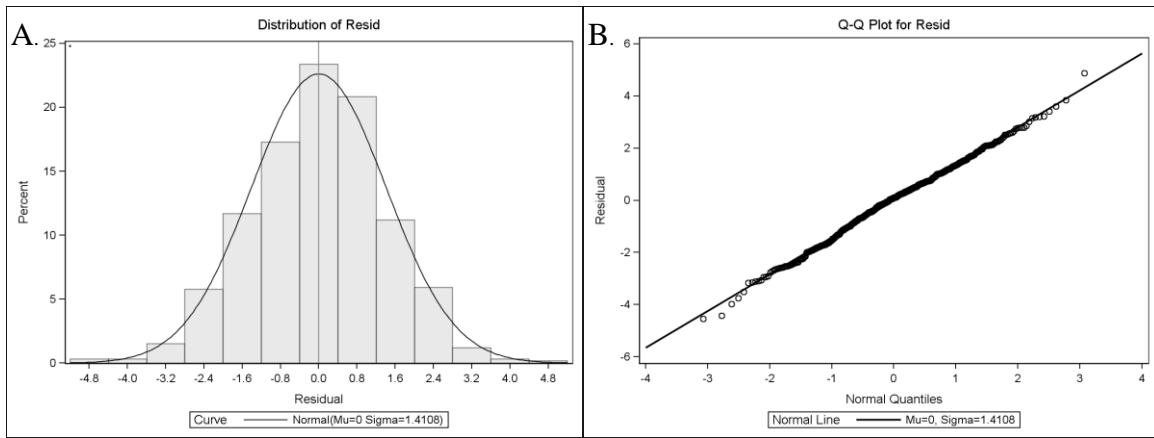 A.
Distribution of Resid
25
20
15
10
5
0
Percent
-4.8 -4.0 -3.2 -2.4 -1.6 -0.8 0.0 0.8 1.6 2.4 3.2 4.0 4.8
Residual
Curve Normal(Mu=0 Sigma=1.4108)
B.
Q-Q Plot for Resid
6
4
2
0
-2
-4
-6
Residual
-4 -3 -2 -1 0 1 2 3 4
Normal Quantiles
Normal Line Mu=0, Sigma=1.4108